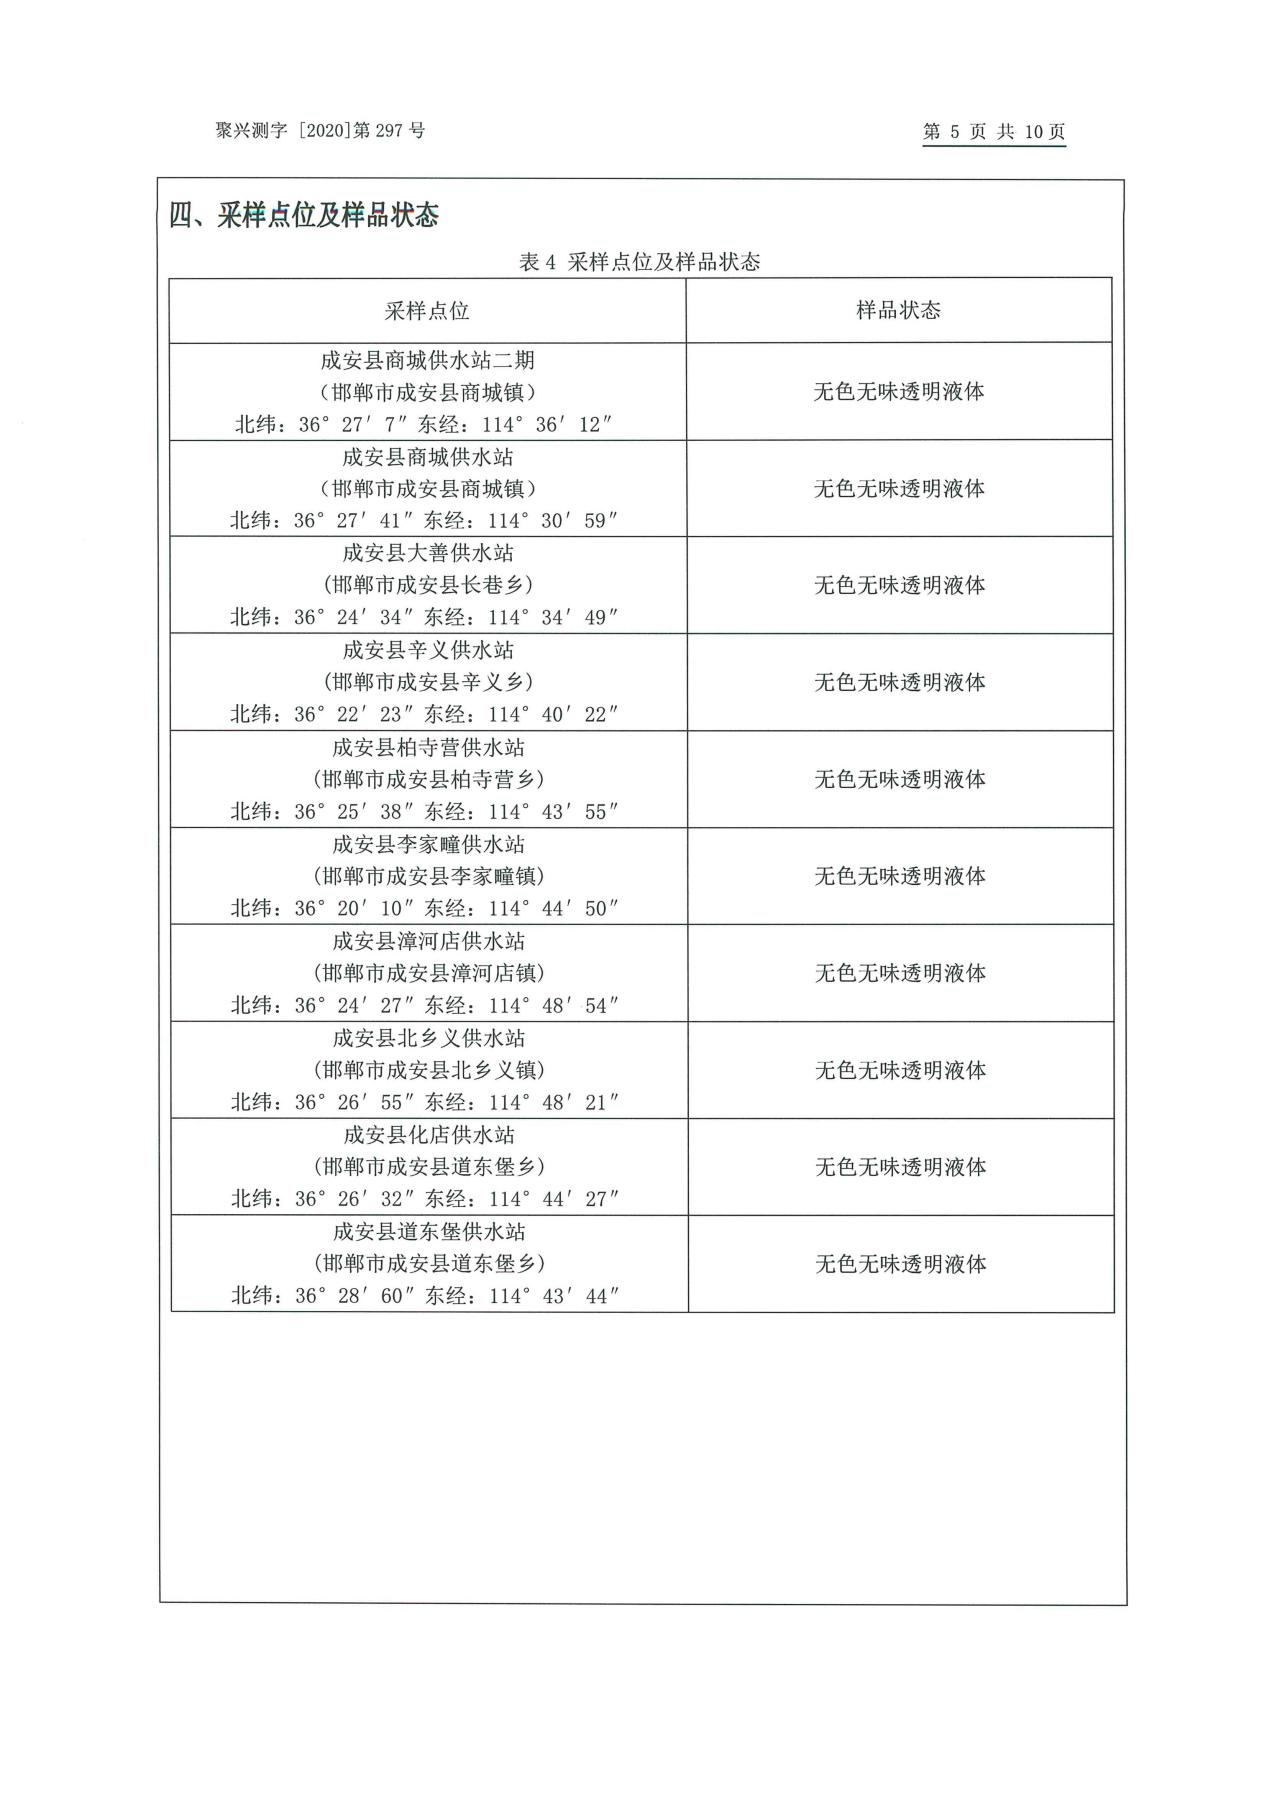 聚兴测字 [2020]第 297 号
第 5 页 共 10 页
四、采样点位及样品状态
表 4 采样点位及样品状态
采样点位
样品状态
成安县商城供水站二期
（邯郸市成安县商城镇）
北纬：36° 27′ 7″ 东经：114° 36′ 12″
无色无味透明液体
成安县商城供水站
（邯郸市成安县商城镇）
北纬：36° 27′ 41″ 东经：114° 30′ 59″
无色无味透明液体
成安县大善供水站
（邯郸市成安县长巷乡）
北纬：36° 24′ 34″ 东经：114° 34′ 49″
无色无味透明液体
成安县辛义供水站
（邯郸市成安县辛义乡）
北纬：36° 22′ 23″ 东经：114° 40′ 22″
无色无味透明液体
成安县柏寺营供水站
（邯郸市成安县柏寺营乡）
北纬：36° 25′ 38″ 东经：114° 43′ 55″
无色无味透明液体
成安县李家疃供水站
（邯郸市成安县李家疃镇）
北纬：36° 20′ 10″ 东经：114° 44′ 50″
无色无味透明液体
成安县漳河店供水站
（邯郸市成安县漳河店镇）
北纬：36° 24′ 27″ 东经：114° 48′ 54″
无色无味透明液体
成安县北乡义供水站
（邯郸市成安县北乡义镇）
北纬：36° 26′ 55″ 东经：114° 48′ 21″
无色无味透明液体
成安县化店供水站
（邯郸市成安县道东堡乡）
北纬：36° 26′ 32″ 东经：114° 44′ 27″
无色无味透明液体
成安县道东堡供水站
（邯郸市成安县道东堡乡）
北纬：36° 28′ 60″ 东经：114° 43′ 44″
无色无味透明液体